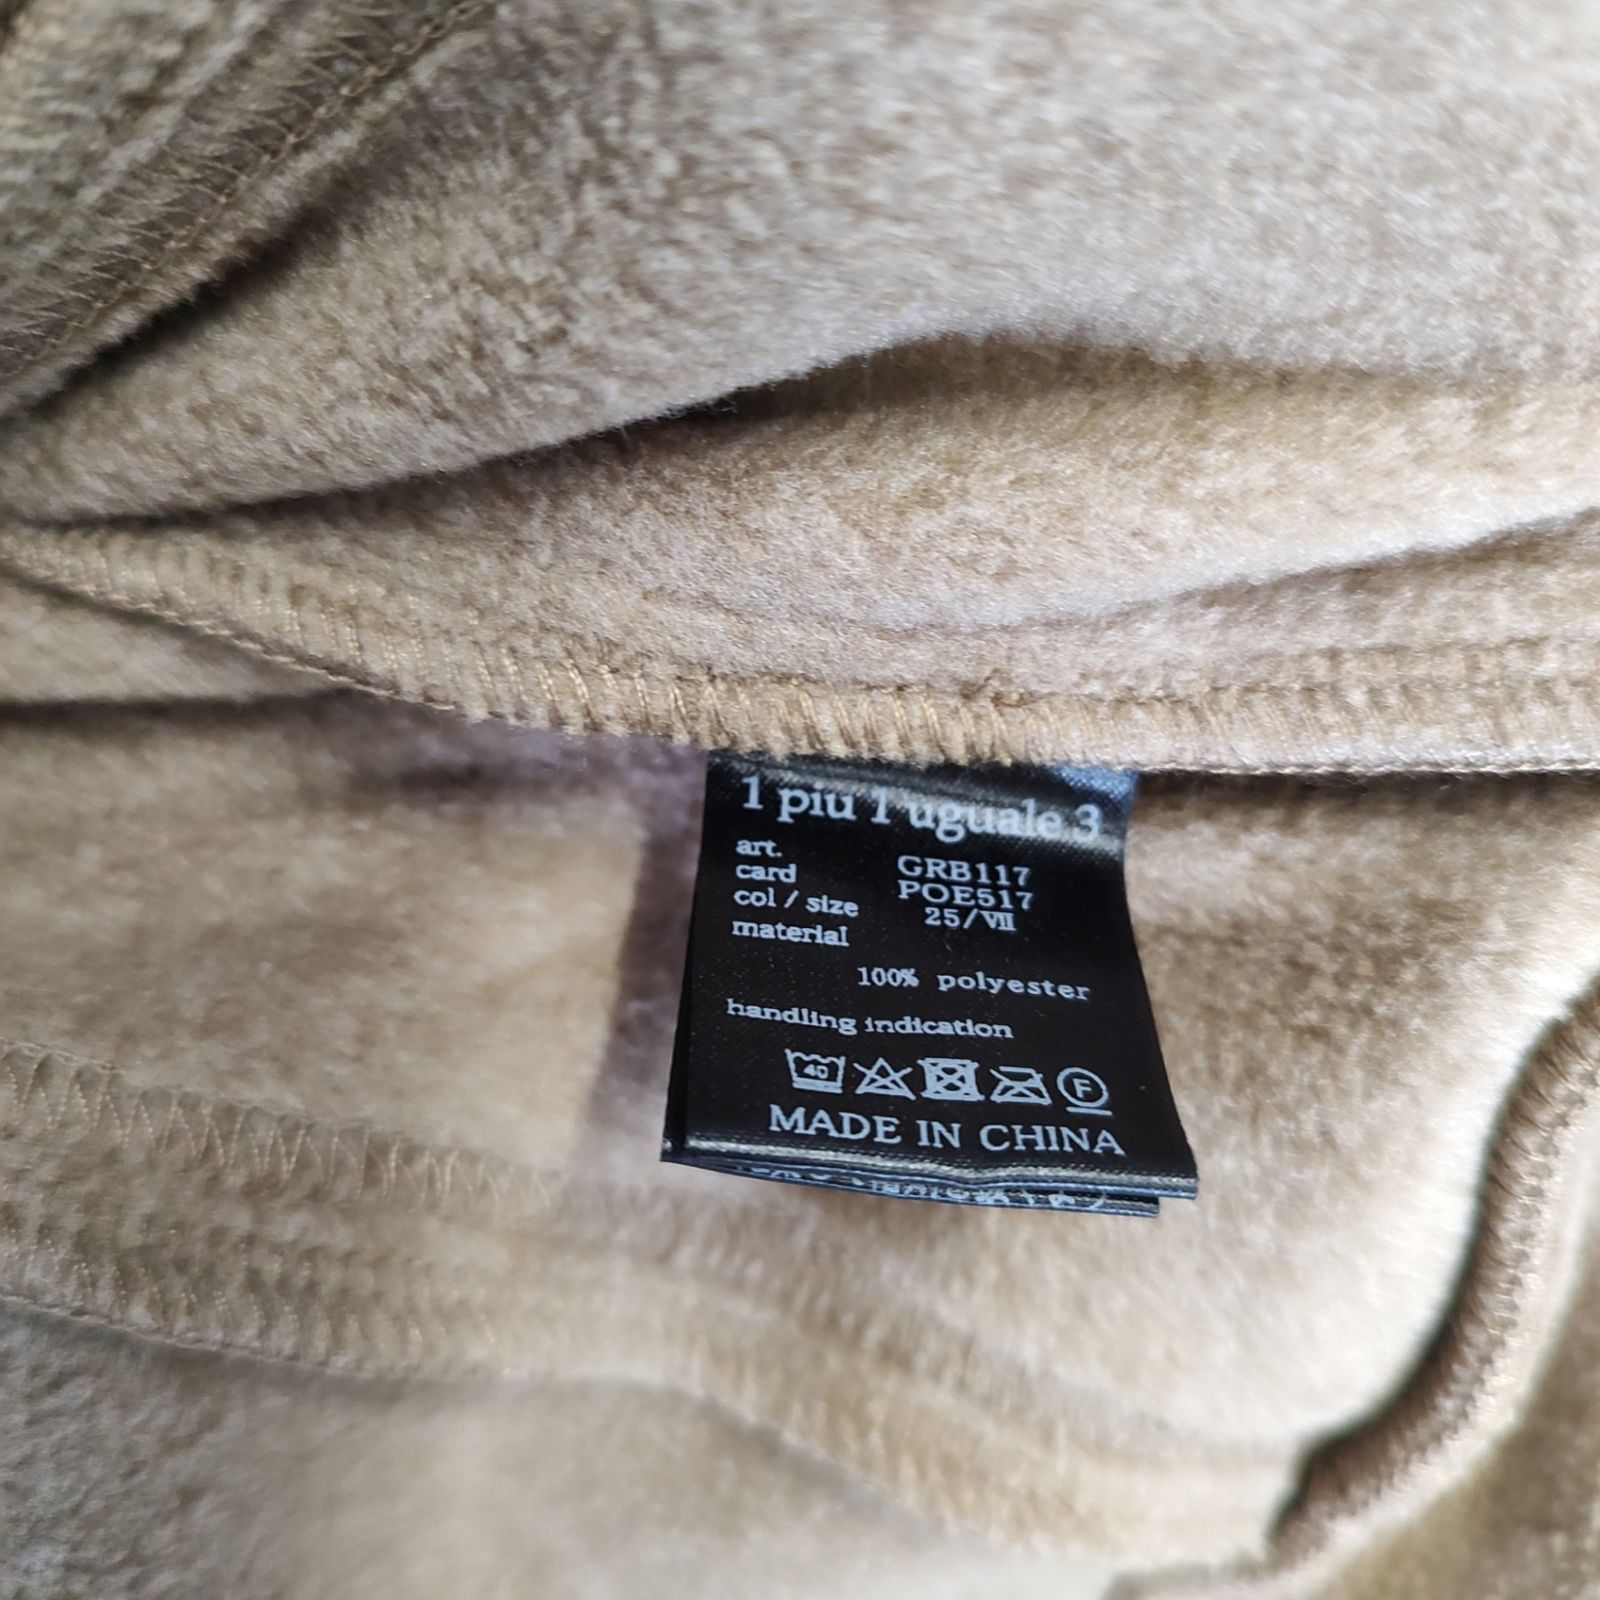 1 piu 1 uguale 3
art. GRB117
card POE517
col / size 25/Ⅶ
material
100% polyester
handling indication
40 F
MADE IN CHINA